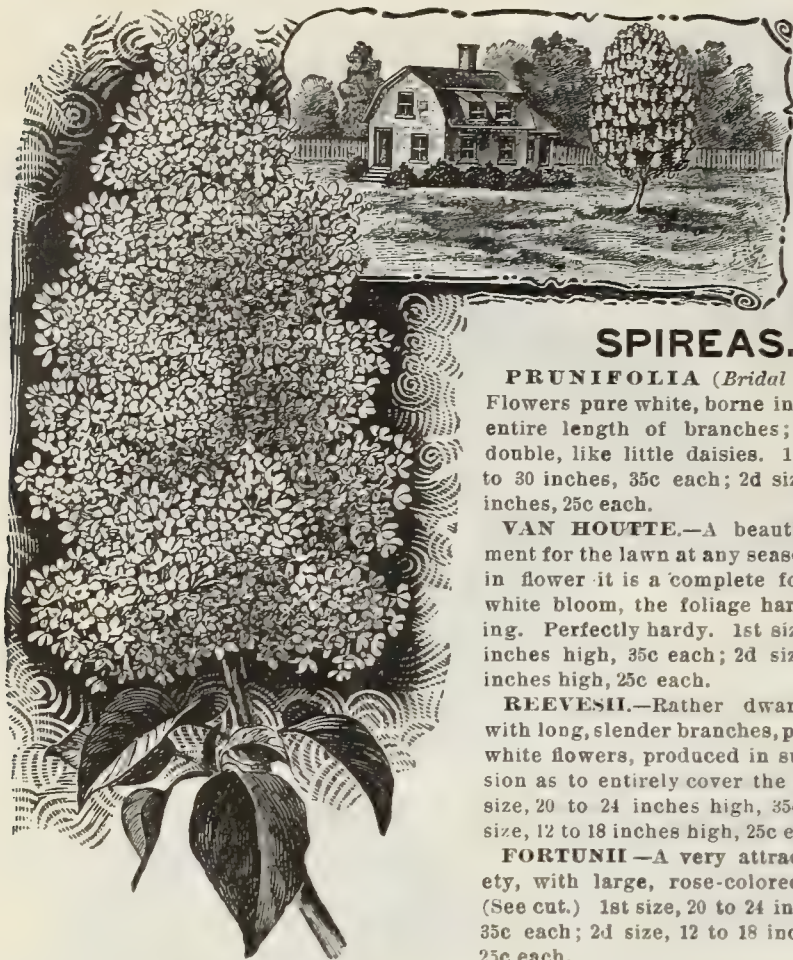 SPIREAS.
PRUNIFOLIA (Bridal
Flowers pure white, borne in
entire length of branches;
double, like little daisies. 1
to 30 inches, 35c each; 2d siz
inches, 25c each.
VAN HOUTTE.—A beaut
ment for the lawn at any seas
in flower it is a complete fo
white bloom, the foliage har
ing. Perfectly hardy. 1st siz
inches high, 35c each; 2d siz
inches high, 25c each.
REEVESII.—Rather dwar
with long, slender branches, p
white flowers, produced in su
sion as to entirely cover the
size, 20 to 24 inches high, 35
size, 12 to 18 inches high, 25c e
FORTUNII—A very attrac
ety, with large, rose-colore
(See cut.) 1st size, 20 to 24 in
35c each; 2d size, 12 to 18 inc
25c each.